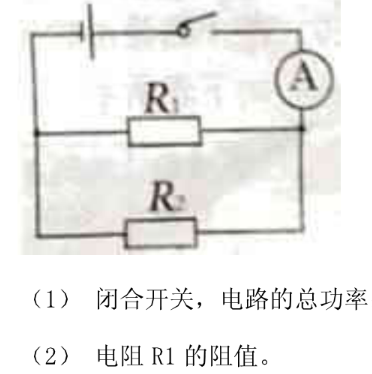 A
R₁
R₂
（1） 闭合开关，电路的总功率
（2） 电阻 R1 的阻值。